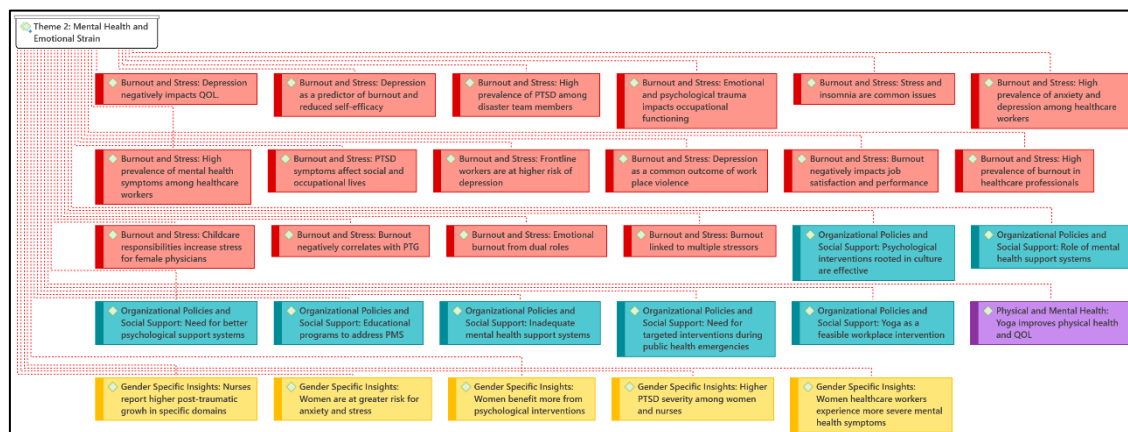 Theme 2: Mental Health and
Emotional Strain
Burnout and Stress: Depression
negatively impacts QOL.
Burnout and Stress: Depression
as a predictor of burnout and
reduced self-efficacy
Burnout and Stress: High
prevalence of PTSD among
disaster team members
Burnout and Stress: Emotional
and psychological trauma
impacts occupational
functioning
Burnout and Stress: Stress and
insomnia are common issues
Burnout and Stress: High
prevalence of anxiety and
depression among healthcare
workers
Burnout and Stress: High
prevalence of mental health
symptoms among healthcare
workers
Burnout and Stress: PTSD
symptoms affect social and
occupational lives
Burnout and Stress: Frontline
workers are at higher risk of
depression
Burnout and Stress: Depression
as a common outcome of work
place violence
Burnout and Stress: Burnout
negatively impacts job
satisfaction and performance
Burnout and Stress: High
prevalence of burnout in
healthcare professionals
Burnout and Stress: Childcare
responsibilities increase stress
for female physicians
Burnout and Stress: Burnout
negatively correlates with PTG
Burnout and Stress: Emotional
burnout from dual roles
Burnout and Stress: Burnout
linked to multiple stressors
Organizational Policies and
Social Support: Psychological
interventions rooted in culture
are effective
Organizational Policies and
Social Support: Role of mental
health support systems
Organizational Policies and
Social Support: Need for better
psychological support systems
Organizational Policies and
Social Support: Educational
programs to address PMS
Organizational Policies and
Social Support: Inadequate
mental health support systems
Organizational Policies and
Social Support: Need for
targeted interventions during
public health emergencies
Organizational Policies and
Social Support: Yoga as a
feasible workplace intervention
Physical and Mental Health:
Yoga improves physical health
and QOL
Gender Specific Insights: Nurses
report higher post-traumatic
growth in specific domains
Gender Specific Insights:
Women are at greater risk for
anxiety and stress
Gender Specific Insights:
Women benefit more from
psychological interventions
Gender Specific Insights: Higher
PTSD severity among women
and nurses
Gender Specific Insights:
Women healthcare workers
experience more severe mental
health symptoms